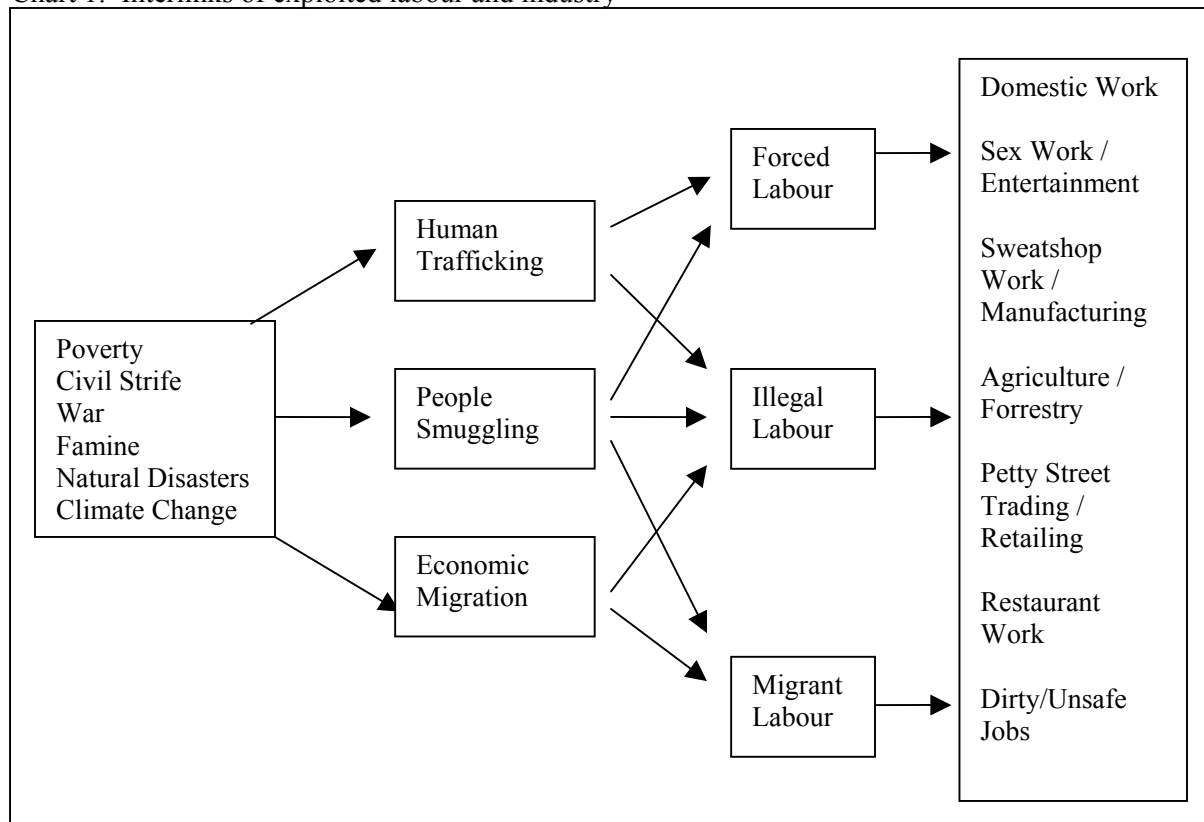 Chart 1: Interlinks of exploited labour and industry
Poverty
Civil Strife
War
Famine
Natural Disasters
Climate Change
Human
Trafficking
People
Smuggling
Economic
Migration
Forced
Labour
Illegal
Labour
Migrant
Labour
Domestic Work
Sex Work /
Entertainment
Sweatshop
Work /
Manufacturing
Agriculture /
Forrestry
Petty Street
Trading /
Retailing
Restaurant
Work
Dirty/Unsafe
Jobs